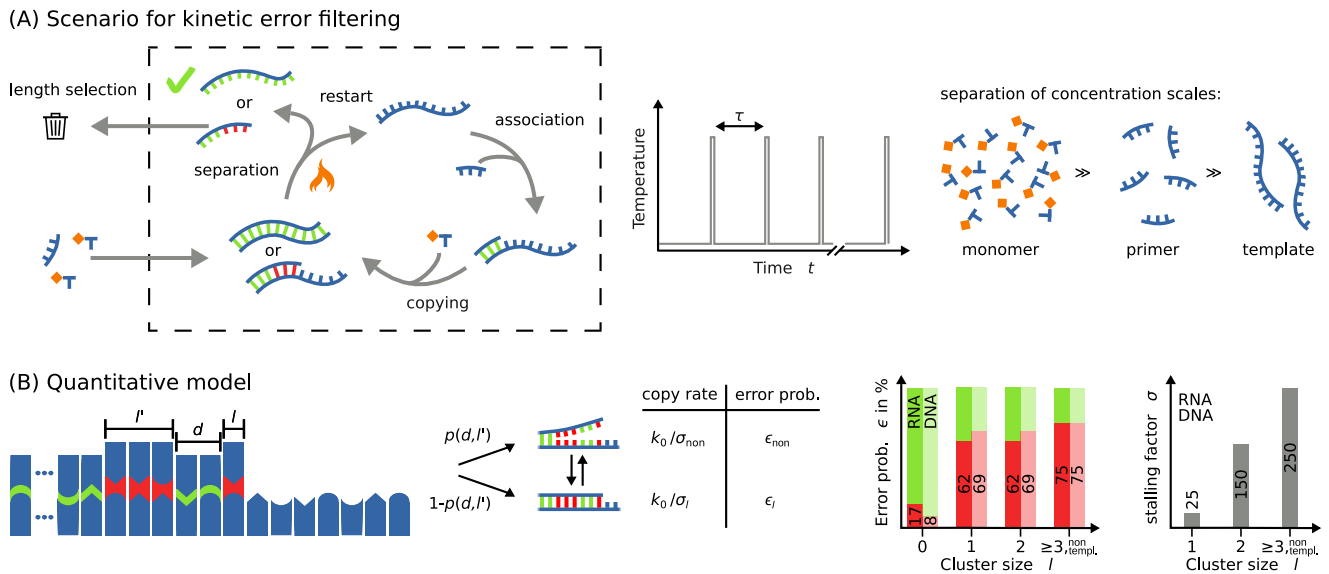 (A) Scenario for kinetic error filtering
length selection
or
restart
association
separation
or
copying
Temperature
τ
Time t
separation of concentration scales:
≫
≫
monomer
primer
template
(B) Quantitative model
l'
d
l
p(d,l')
1-p(d,l')
copy rate
error prob.
k₀/σnon
ϵnon
k₀/σl
ϵl
Error prob. ϵ in %
RNA
DNA
17
8
62
69
62
69
75
75
0
1
2
≥3, non templ.
Cluster size l
stalling factor σ
RNA
DNA
25
150
250
1
2
≥3, non templ.
Cluster size l